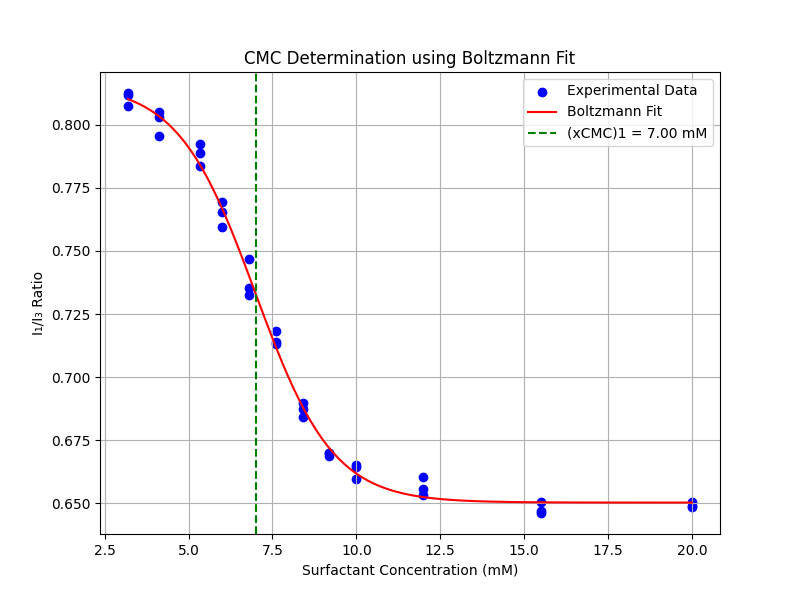 CMC Determination using Boltzmann Fit
Experimental Data
Boltzmann Fit
(xCMC)1 = 7.00 mM
I₁/I₃ Ratio
0.800
0.775
0.750
0.725
0.700
0.675
0.650
2.5 5.0 7.5 10.0 12.5 15.0 17.5 20.0
Surfactant Concentration (mM)